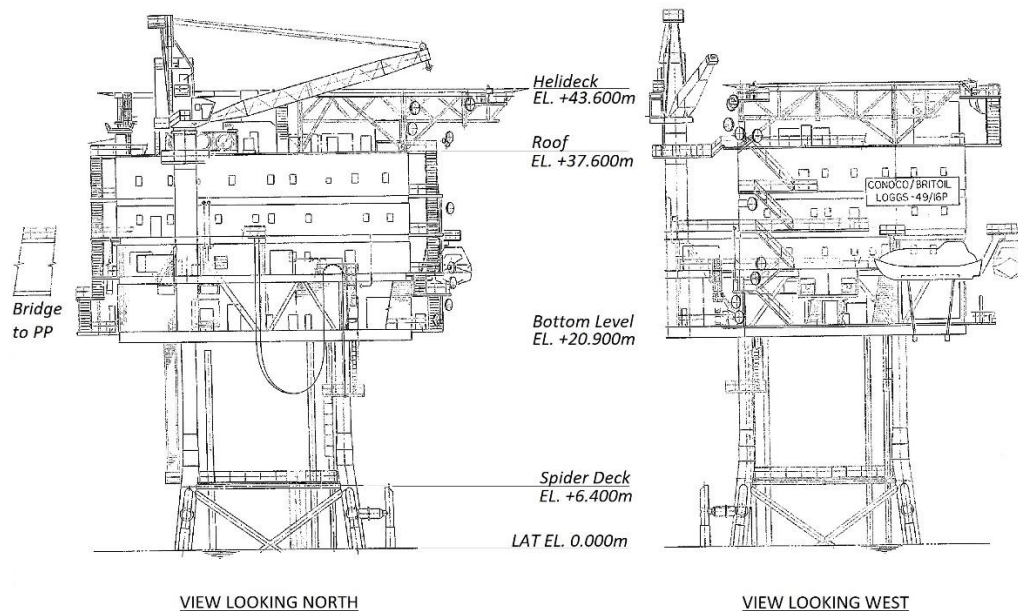 Helideck
EL. +43.600m
Roof
EL. +37.600m
CONOCO/BRITOIL
LOGGS-49/16P
Bridge
to PP
Bottom Level
EL. +20.900m
Spider Deck
EL. +6.400m
LAT EL. 0.000m
VIEW LOOKING NORTH
VIEW LOOKING WEST